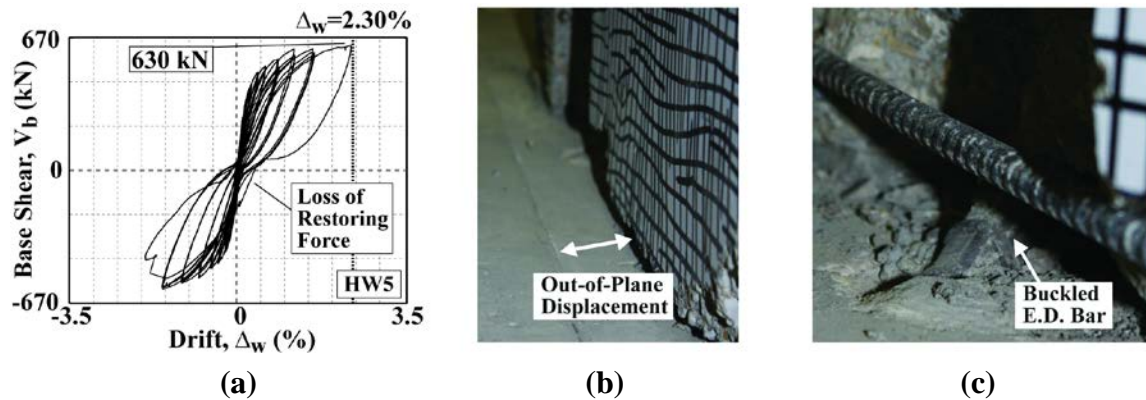 Δw=2.30%
670
630 kN
Base Shear, Vb (kN)
0
Loss of
Restoring
Force
HW5
-670
-3.5
0
3.5
Drift, Δw (%)
(a)
Out-of-Plane
Displacement
(b)
Buckled
E.D. Bar
(c)